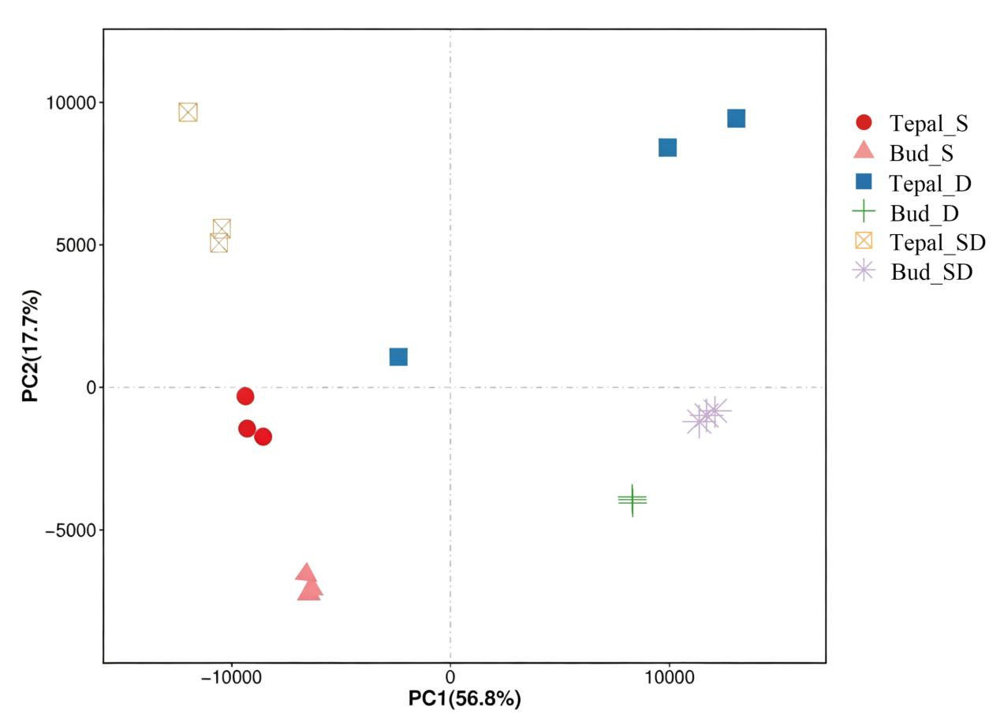 10000
5000
0
−5000
PC2(17.7%)
−10000
0
10000
PC1(56.8%)
Tepal_S
Bud_S
Tepal_D
Bud_D
Tepal_SD
Bud_SD